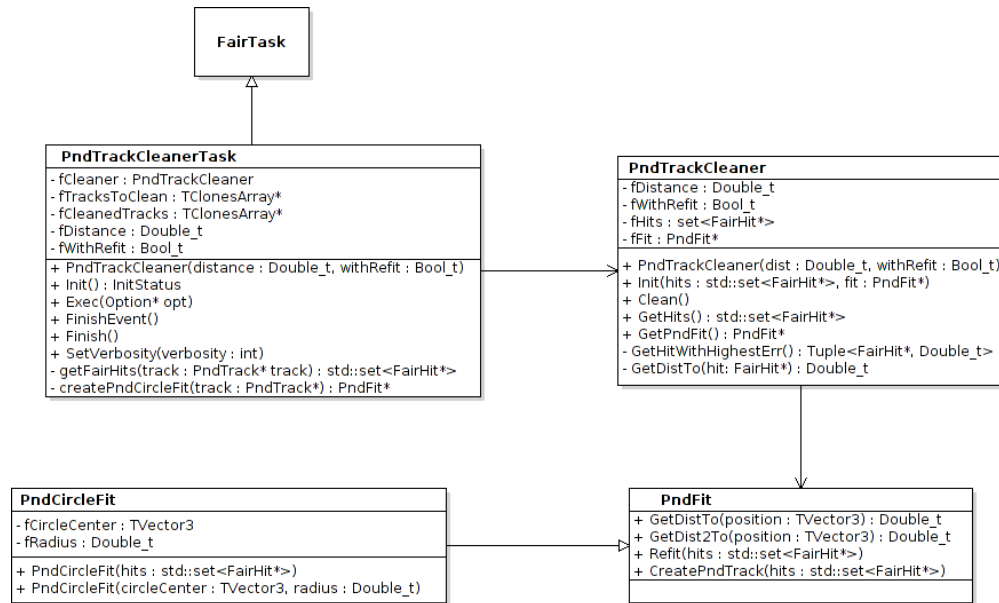 FairTask
PndTrackCleanerTask
- fCleaner : PndTrackCleaner
- fTracksToClean : TClonesArray*
- fCleanedTracks : TClonesArray*
- fDistance : Double_t
- fWithRefit : Bool_t
+ PndTrackCleaner(distance : Double_t, withRefit : Bool_t)
+ Init() : InitStatus
+ Exec(Option* opt)
+ FinishEvent()
+ Finish()
+ SetVerbosity(verbosity : int)
- getFairHits(track : PndTrack* track) : std::set<FairHit*>
- createPndCircleFit(track : PndTrack*) : PndFit*
PndTrackCleaner
- fDistance : Double_t
- fWithRefit : Bool_t
- fHits : set<FairHit*>
- fFit : PndFit*
+ PndTrackCleaner(dist : Double_t, withRefit : Bool_t)
+ Init(hits : std::set<FairHit*>, fit : PndFit*)
+ Clean()
+ GetHits() : std::set<FairHit*>
+ GetPndFit() : PndFit*
- GetHitWithHighestErr() : Tuple<FairHit*, Double_t>
- GetDistTo(hit: FairHit*) : Double_t
PndCircleFit
- fCircleCenter : TVector3
- fRadius : Double_t
+ PndCircleFit(hits : std::set<FairHit*>)
+ PndCircleFit(circleCenter : TVector3, radius : Double_t)
PndFit
+ GetDistTo(position : TVector3) : Double_t
+ GetDist2To(position : TVector3) : Double_t
+ Refit(hits : std::set<FairHit*>)
+ CreatePndTrack(hits : std::set<FairHit*>)